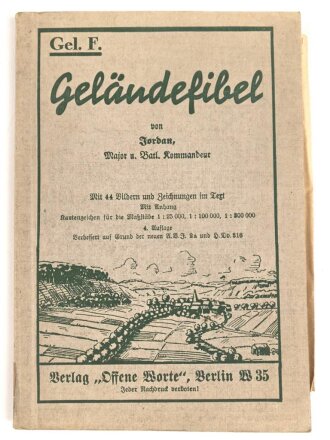 Gel. F.
Geländefibel
von
Jordan,
Major u. Batl. Kommandeur
Mit 44 Bildern und Zeichnungen im Text
Mit Anhang
Kartenzeichen für die Maßstäbe 1 : 25 000, 1 : 100 000, 1 : 300 000
4. Auflage
Verbessert auf Grund der neuen A.V.I. 2a und H.Dv. 316
Verlag „Offene Worte“, Berlin W 35
Jeder Nachdruck verboten!